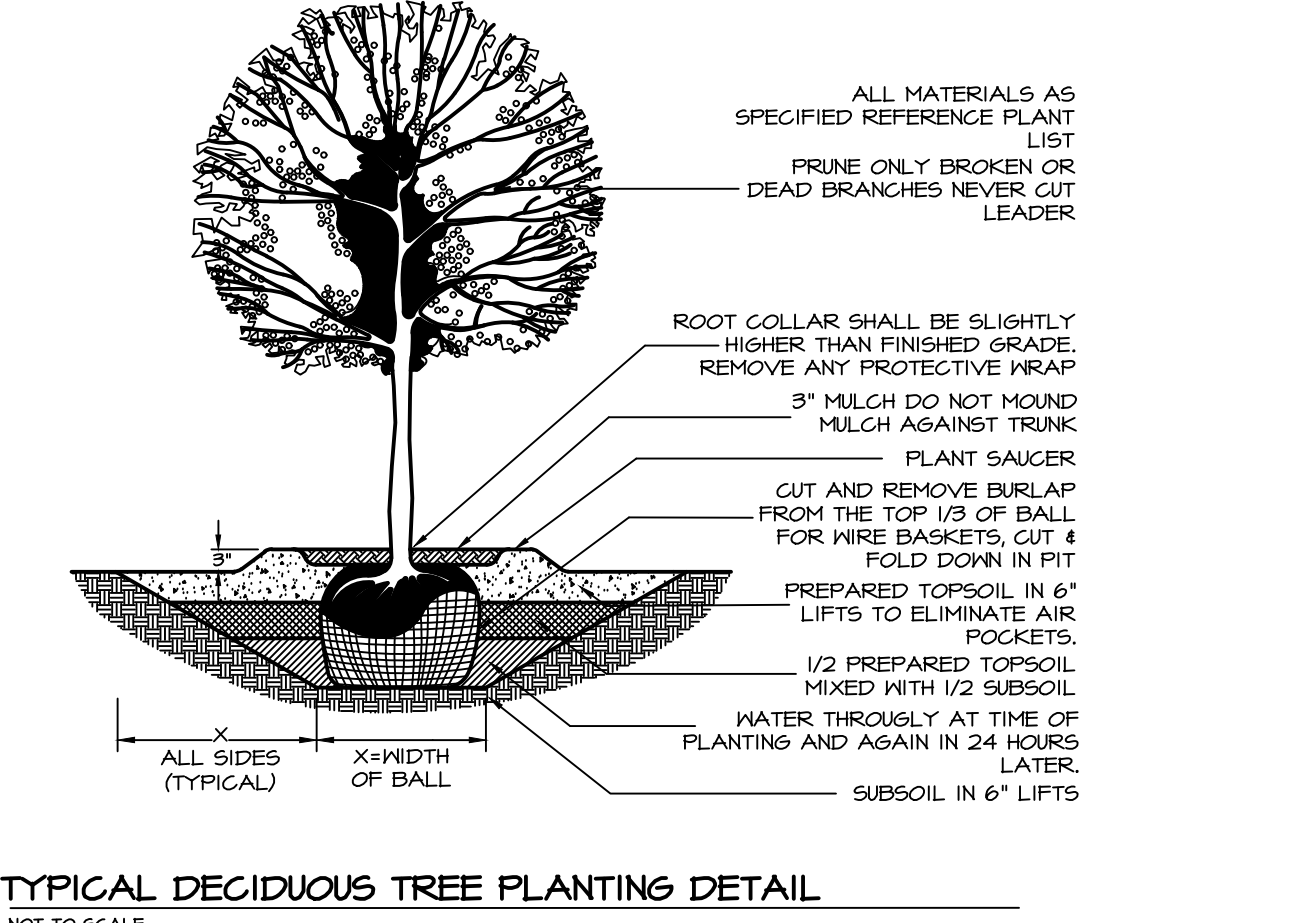 ALL MATERIALS AS
SPECIFIED REFERENCE PLANT
LIST
PRUNE ONLY BROKEN OR
DEAD BRANCHES NEVER CUT
LEADER
ROOT COLLAR SHALL BE SLIGHTLY
HIGHER THAN FINISHED GRADE.
REMOVE ANY PROTECTIVE WRAP
3" MULCH DO NOT MOUND
MULCH AGAINST TRUNK
PLANT SAUCER
CUT AND REMOVE BURLAP
FROM THE TOP 1/3 OF BALL
FOR WIRE BASKETS, CUT &
FOLD DOWN IN PIT
3"
PREPARED TOPSOIL IN 6"
LIFTS TO ELIMINATE AIR
POCKETS.
1/2 PREPARED TOPSOIL
MIXED WITH 1/2 SUBSOIL
WATER THROUGLY AT TIME OF
PLANTING AND AGAIN IN 24 HOURS
LATER.
SUBSOIL IN 6" LIFTS
X
ALL SIDES
(TYPICAL)
X=WIDTH
OF BALL
TYPICAL DECIDUOUS TREE PLANTING DETAIL
NOT TO SCALE